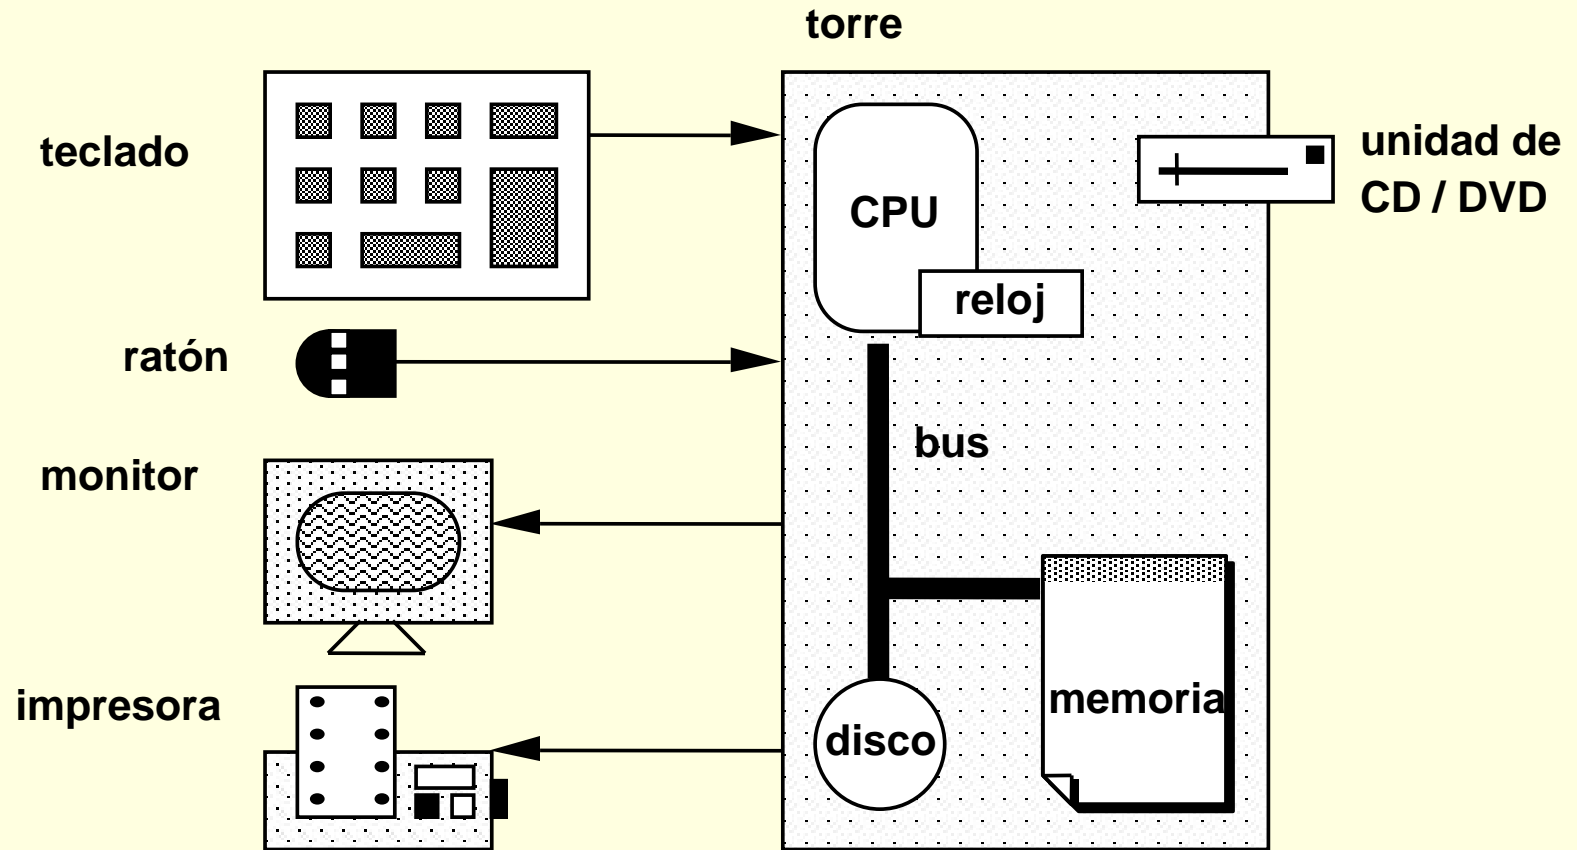 torre
teclado
unidad de
CD / DVD
CPU
reloj
ratón
bus
monitor
impresora
memoria
disco